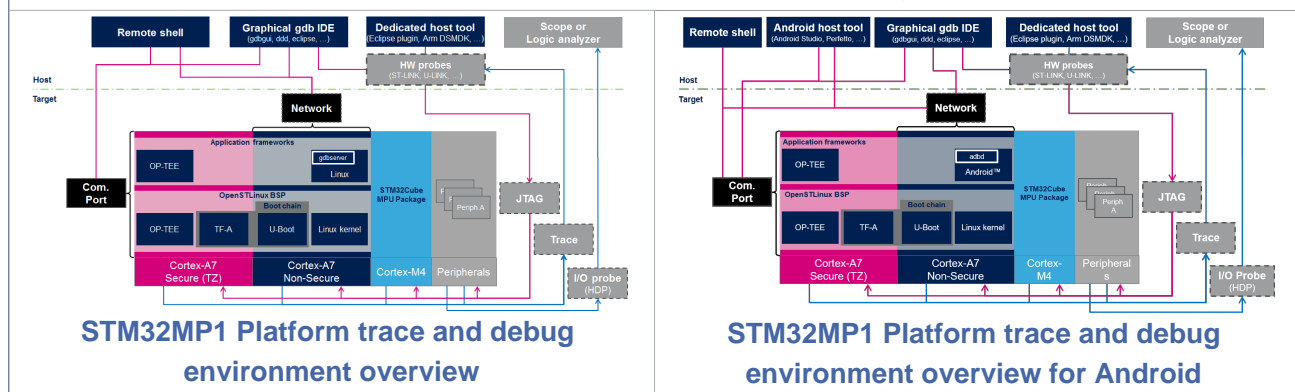 Remote shell
Graphical gdb IDE
(gdbgui, ddd, eclipse, ...)
Dedicated host tool
(Eclipse plugin, Arm DSMDK, ...)
Scope or
Logic analyzer
HW probes
(ST-LINK, U-LINK, ...)
Host
Target
Network
Application frameworks
OP-TEE
gdbserver
Linux
Com.
Port
OpenSTLinux BSP
Boot chain
OP-TEE
TF-A
U-Boot
Linux kernel
STM32Cube
MPU Package
Periph.A
JTAG
Trace
I/O probe
(HDP)
Cortex-A7
Secure (TZ)
Cortex-A7
Non-Secure
Cortex-M4
Peripherals
STM32MP1 Platform trace and debug
environment overview
Remote shell
Android host tool
(Android Studio, Perfetto, ...)
Graphical gdb IDE
(gdbgui, ddd, eclipse, ...)
Dedicated host tool
(Eclipse plugin, Arm DSMDK, ...)
Scope or
Logic analyzer
HW probes
(ST-LINK, U-LINK, ...)
Host
Target
Network
Application frameworks
OP-TEE
adbd
Android™
Com.
Port
OpenSTLinux BSP
Boot chain
OP-TEE
TF-A
U-Boot
Linux kernel
STM32Cube
MPU Package
Periph.
A
JTAG
Trace
I/O Probe
(HDP)
Cortex-A7
Secure (TZ)
Cortex-A7
Non-Secure
Cortex-
M4
Peripheral
s
STM32MP1 Platform trace and debug
environment overview for Android